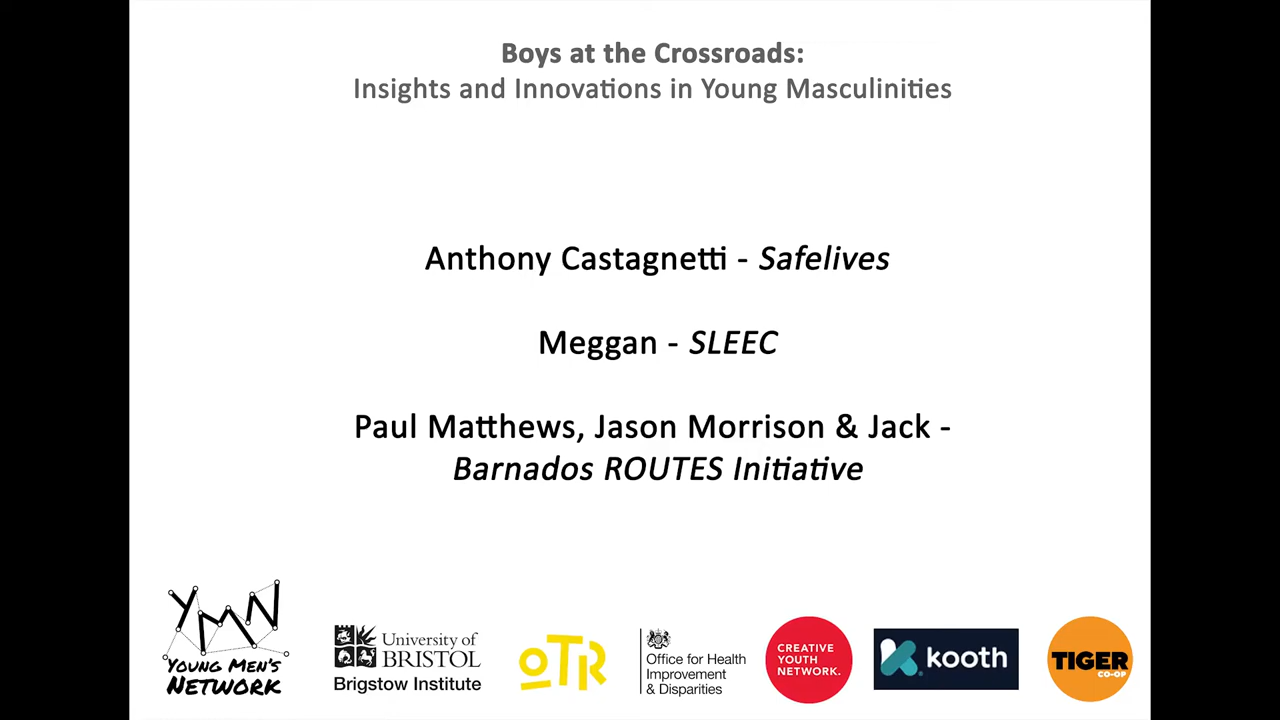 Boys at the Crossroads:
Insights and Innovations in Young Masculinities
Anthony Castagnetti - Safelives
Meggan - SLEEC
Paul Matthews, Jason Morrison & Jack -
Barnados ROUTES Initiative
YMN
YOUNG MEN'S
NETWORK
University of
BRISTOL
Brigstow Institute
OTR
Office for Health
Improvement
& Disparities
CREATIVE
YOUTH
NETWORK.
kooth
TIGER
CO-OP